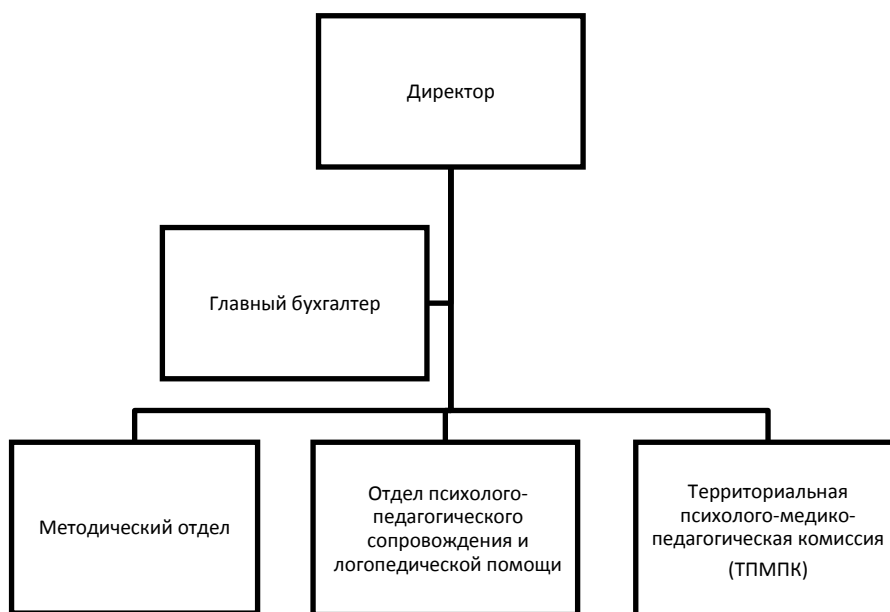 Директор
Главный бухгалтер
Методический отдел
Отдел психолого-
педагогического
сопровождения и
логопедической помощи
Территориальная
психолого-медико-
педагогическая комиссия
(ТПМПК)